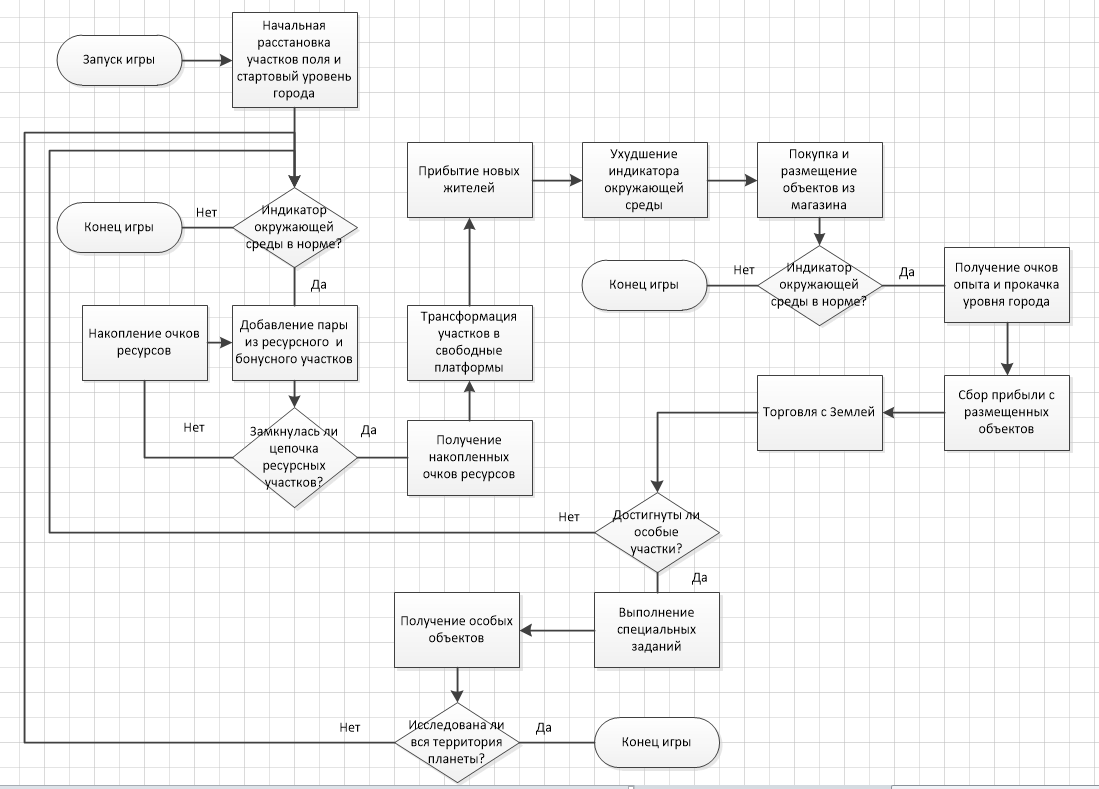 Запуск игры
Начальная
расстановка
участков поля и
стартовый уровень
города
Конец игры
Нет
Индикатор
окружающей
среды в норме?
Да
Накопление очков
ресурсов
Добавление пары
из ресурсного и
бонусного участков
Нет
Замкнулась ли
цепочка
ресурсных
участков?
Да
Получение
накопленных
очков ресурсов
Трансформация
участков в
свободные
платформы
Прибытие новых
жителей
Ухудшение
индикатора
окружающей
среды
Покупка и
размещение
объектов из
магазина
Конец игры
Нет
Индикатор
окружающей
среды в норме?
Да
Получение очков
опыта и прокачка
уровня города
Сбор прибыли с
размещенных
объектов
Торговля с Землей
Нет
Достигнуты ли
особые
участки?
Да
Выполнение
специальных
заданий
Получение особых
объектов
Нет
Исследована ли
вся территория
планеты?
Да
Конец игры